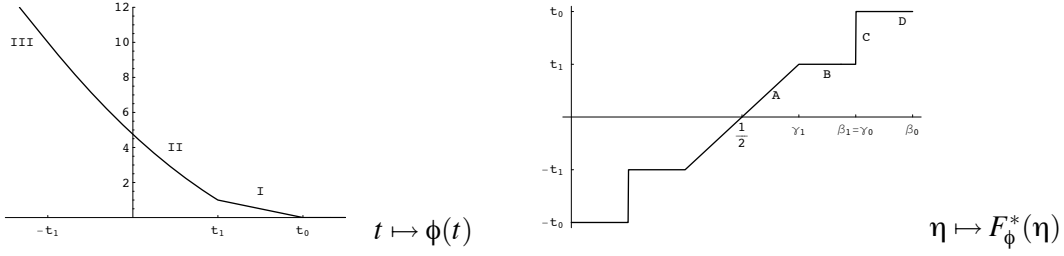 12
III
10
8
6
4
II
2
I
-t₁
t₁
t₀
t ↦ ϕ(t)
t₀
D
C
t₁
B
A
1/2
γ₁
β₁=γ₀
β₀
-t₁
-t₀
η ↦ F*ϕ(η)